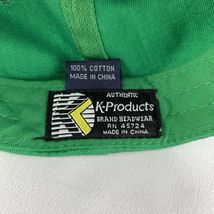 100% COTTON
MADE IN CHINA
AUTHENTIC
K-Products
BRAND HEADWEAR
RN 45724
MADE IN CHINA